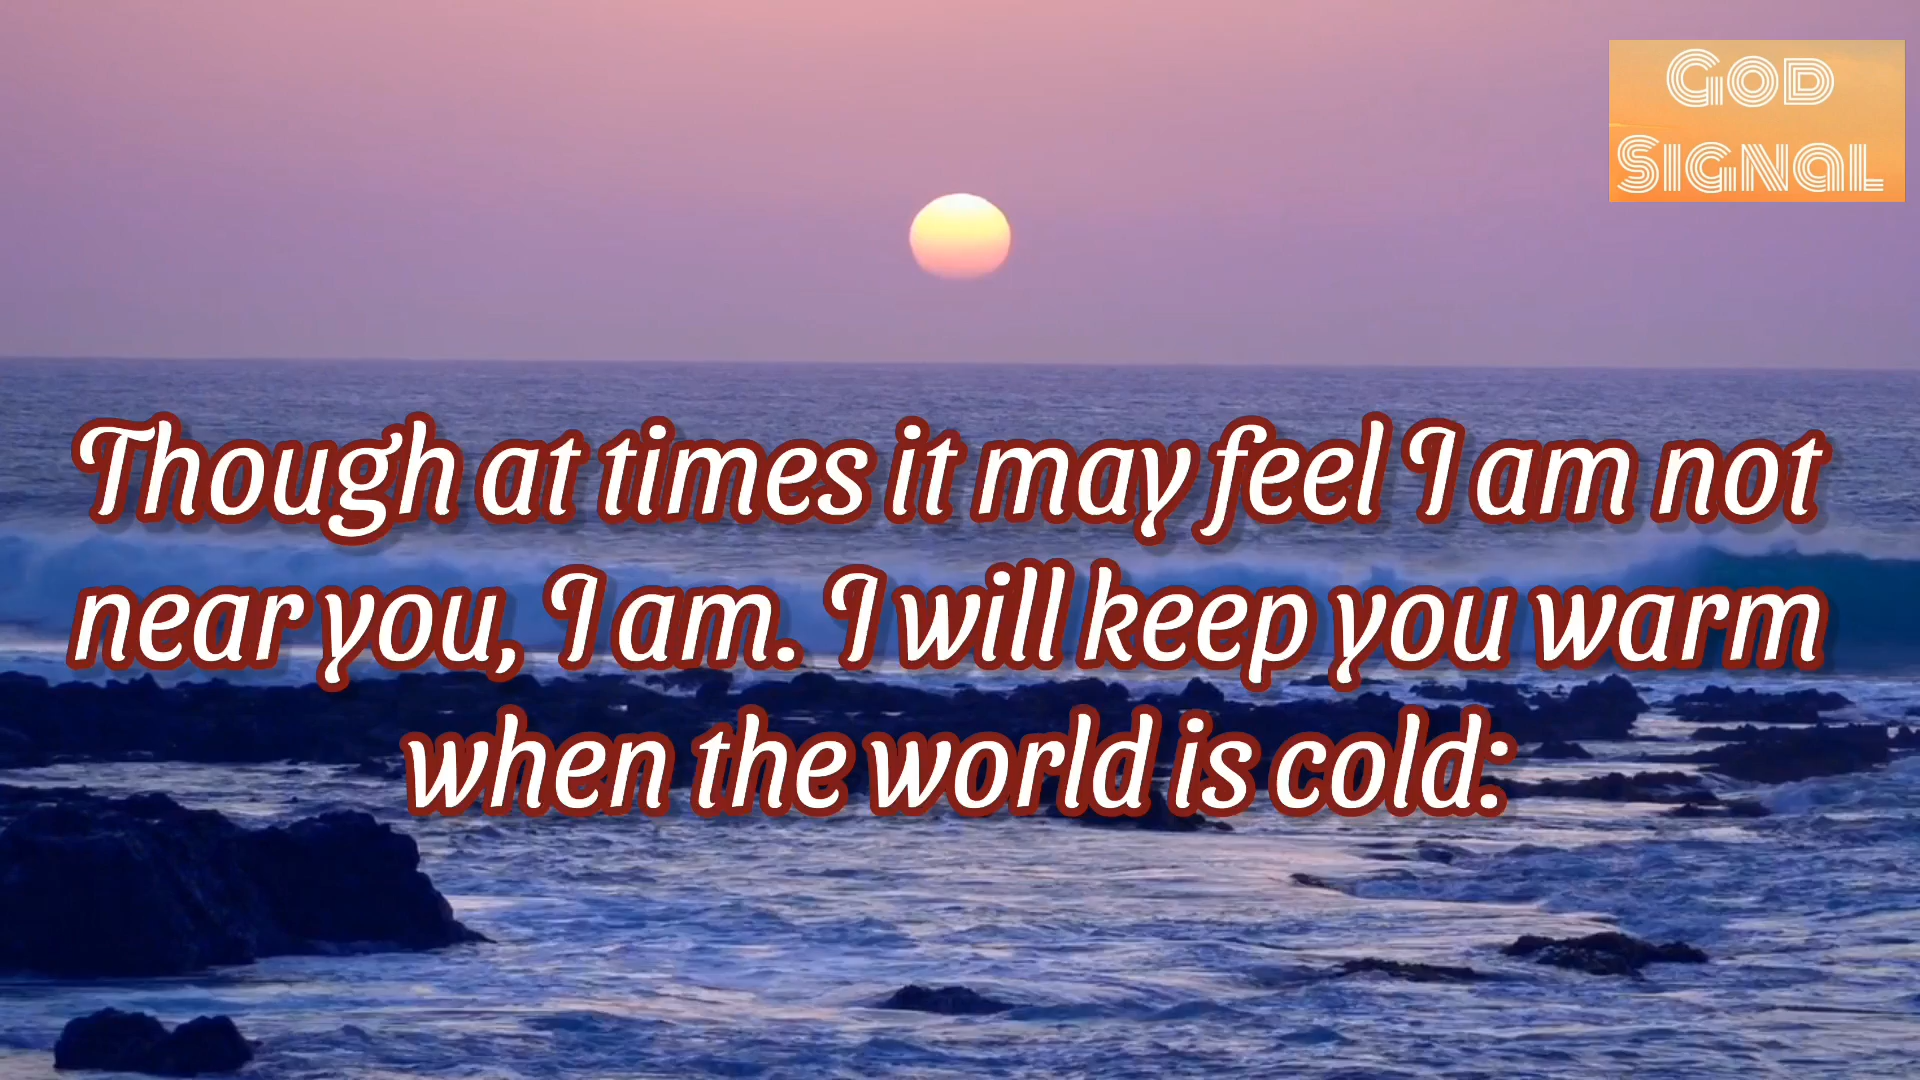 God
Signal
Though at times it may feel I am not
near you, I am. I will keep you warm
when the world is cold: